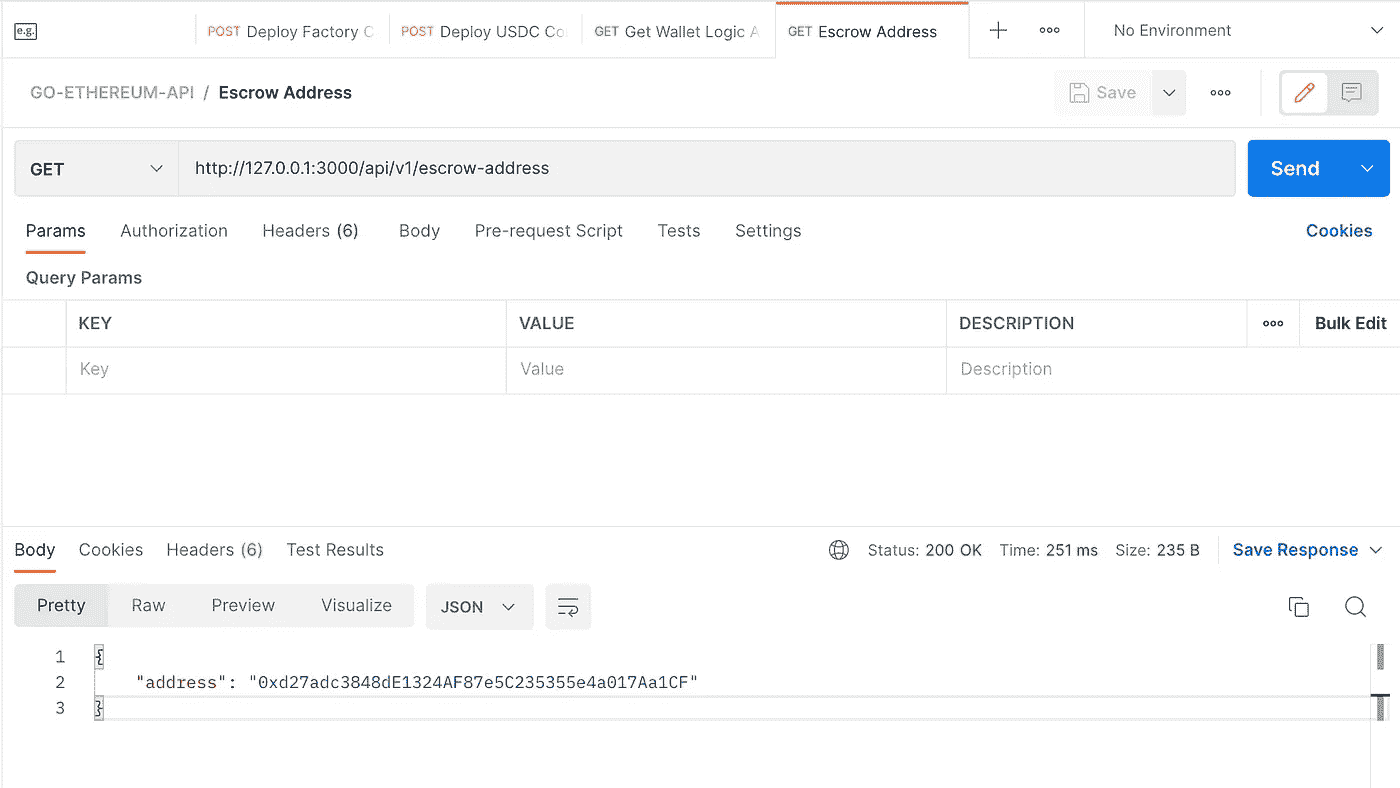 e.g. POST Deploy Factory C POST Deploy USDC Co GET Get Wallet Logic A GET Escrow Address No Environment
GO-ETHEREUM-API / Escrow Address Save
GET http://127.0.0.1:3000/api/v1/escrow-address Send
Params Authorization Headers (6) Body Pre-request Script Tests Settings Cookies
Query Params
KEY VALUE DESCRIPTION Bulk Edit
Key Value Description
Body Cookies Headers (6) Test Results Status: 200 OK Time: 251 ms Size: 235 B Save Response
Pretty Raw Preview Visualize JSON
1 {
2 "address": "0xd27adc3848dE1324AF87e5C235355e4a017Aa1CF"
3 }